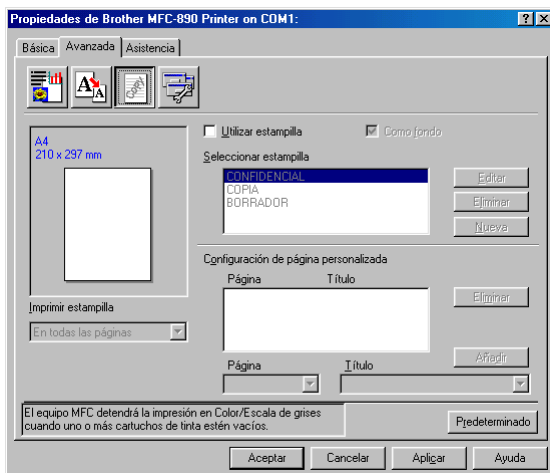 Propiedades de Brother MFC-890 Printer on COM1:
Básica Avanzada Asistencia
A4
210 x 297 mm
Utilizar estampilla Como fondo
Seleccionar estampilla
CONFIDENCIAL
COPIA
BORRADOR
Editar
Eliminar
Nueva
Configuración de página personalizada
Página Título
Eliminar
Imprimir estampilla
En todas las páginas
Añadir
Página Título
El equipo MFC detendrá la impresión en Color/Escala de grises
cuando uno o más cartuchos de tinta estén vacíos.
Predeterminado
Aceptar Cancelar Aplicar Ayuda